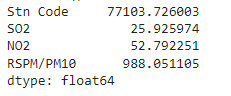 Stn Code 77103.726003
SO2 25.925974
NO2 52.792251
RSPM/PM10 988.051105
dtype: float64